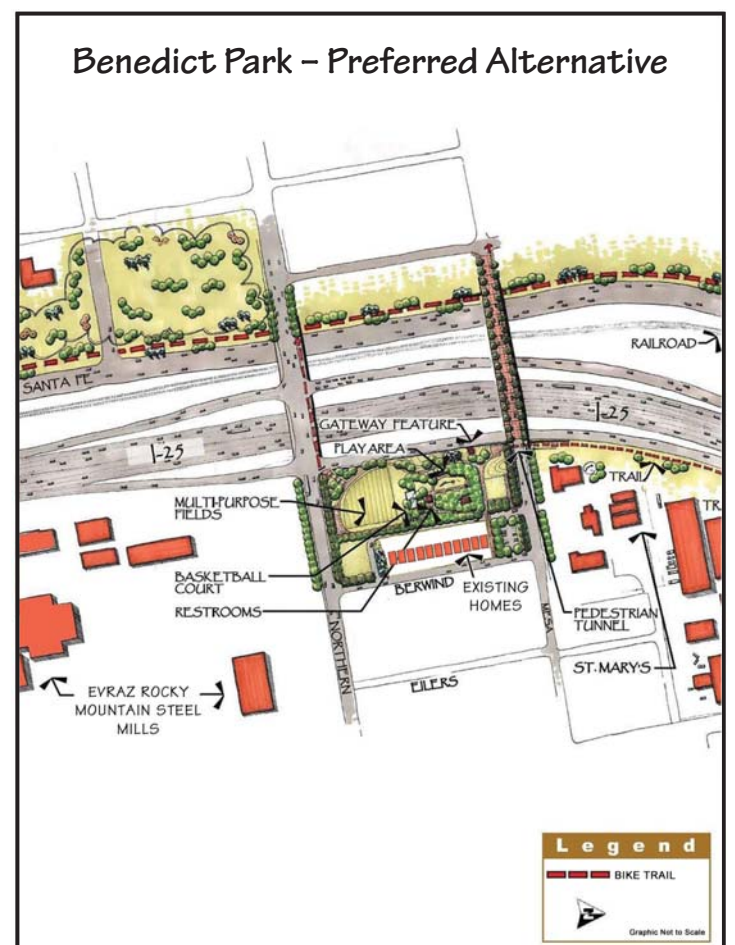 Benedict Park – Preferred Alternative
RAILROAD
SANTA FE
I-25
GATEWAY FEATURE
PLAY AREA
I-25
TRAIL
MULTI-PURPOSE
FIELDS
BASKETBALL
COURT
RESTROOMS
BERWIND
EXISTING
HOMES
PEDESTRIAN
TUNNEL
MESA
NORTHERN
ST. MARY'S
EILERS
EVRAZ ROCKY
MOUNTAIN STEEL
MILLS
Legend
BIKE TRAIL
Graphic Not to Scale